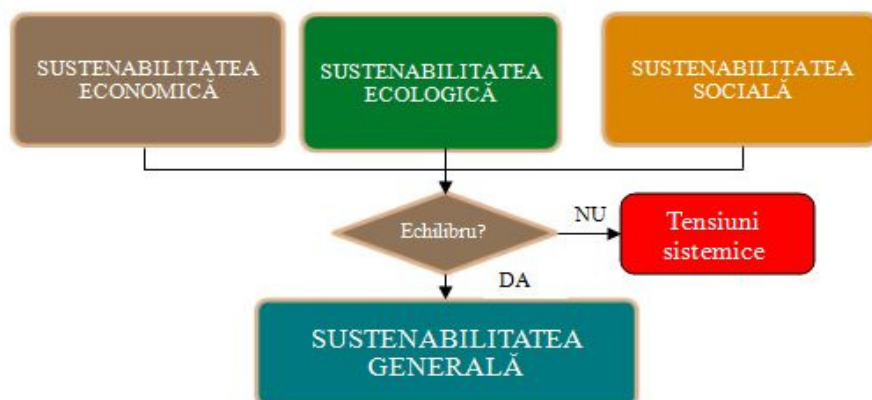 SUSTENABILITATEA
ECONOMICĂ
SUSTENABILITATEA
ECOLOGICĂ
SUSTENABILITATEA
SOCIALĂ
Echilibru?
NU
Tensiuni
sistemice
DA
SUSTENABILITATEA
GENERALĂ